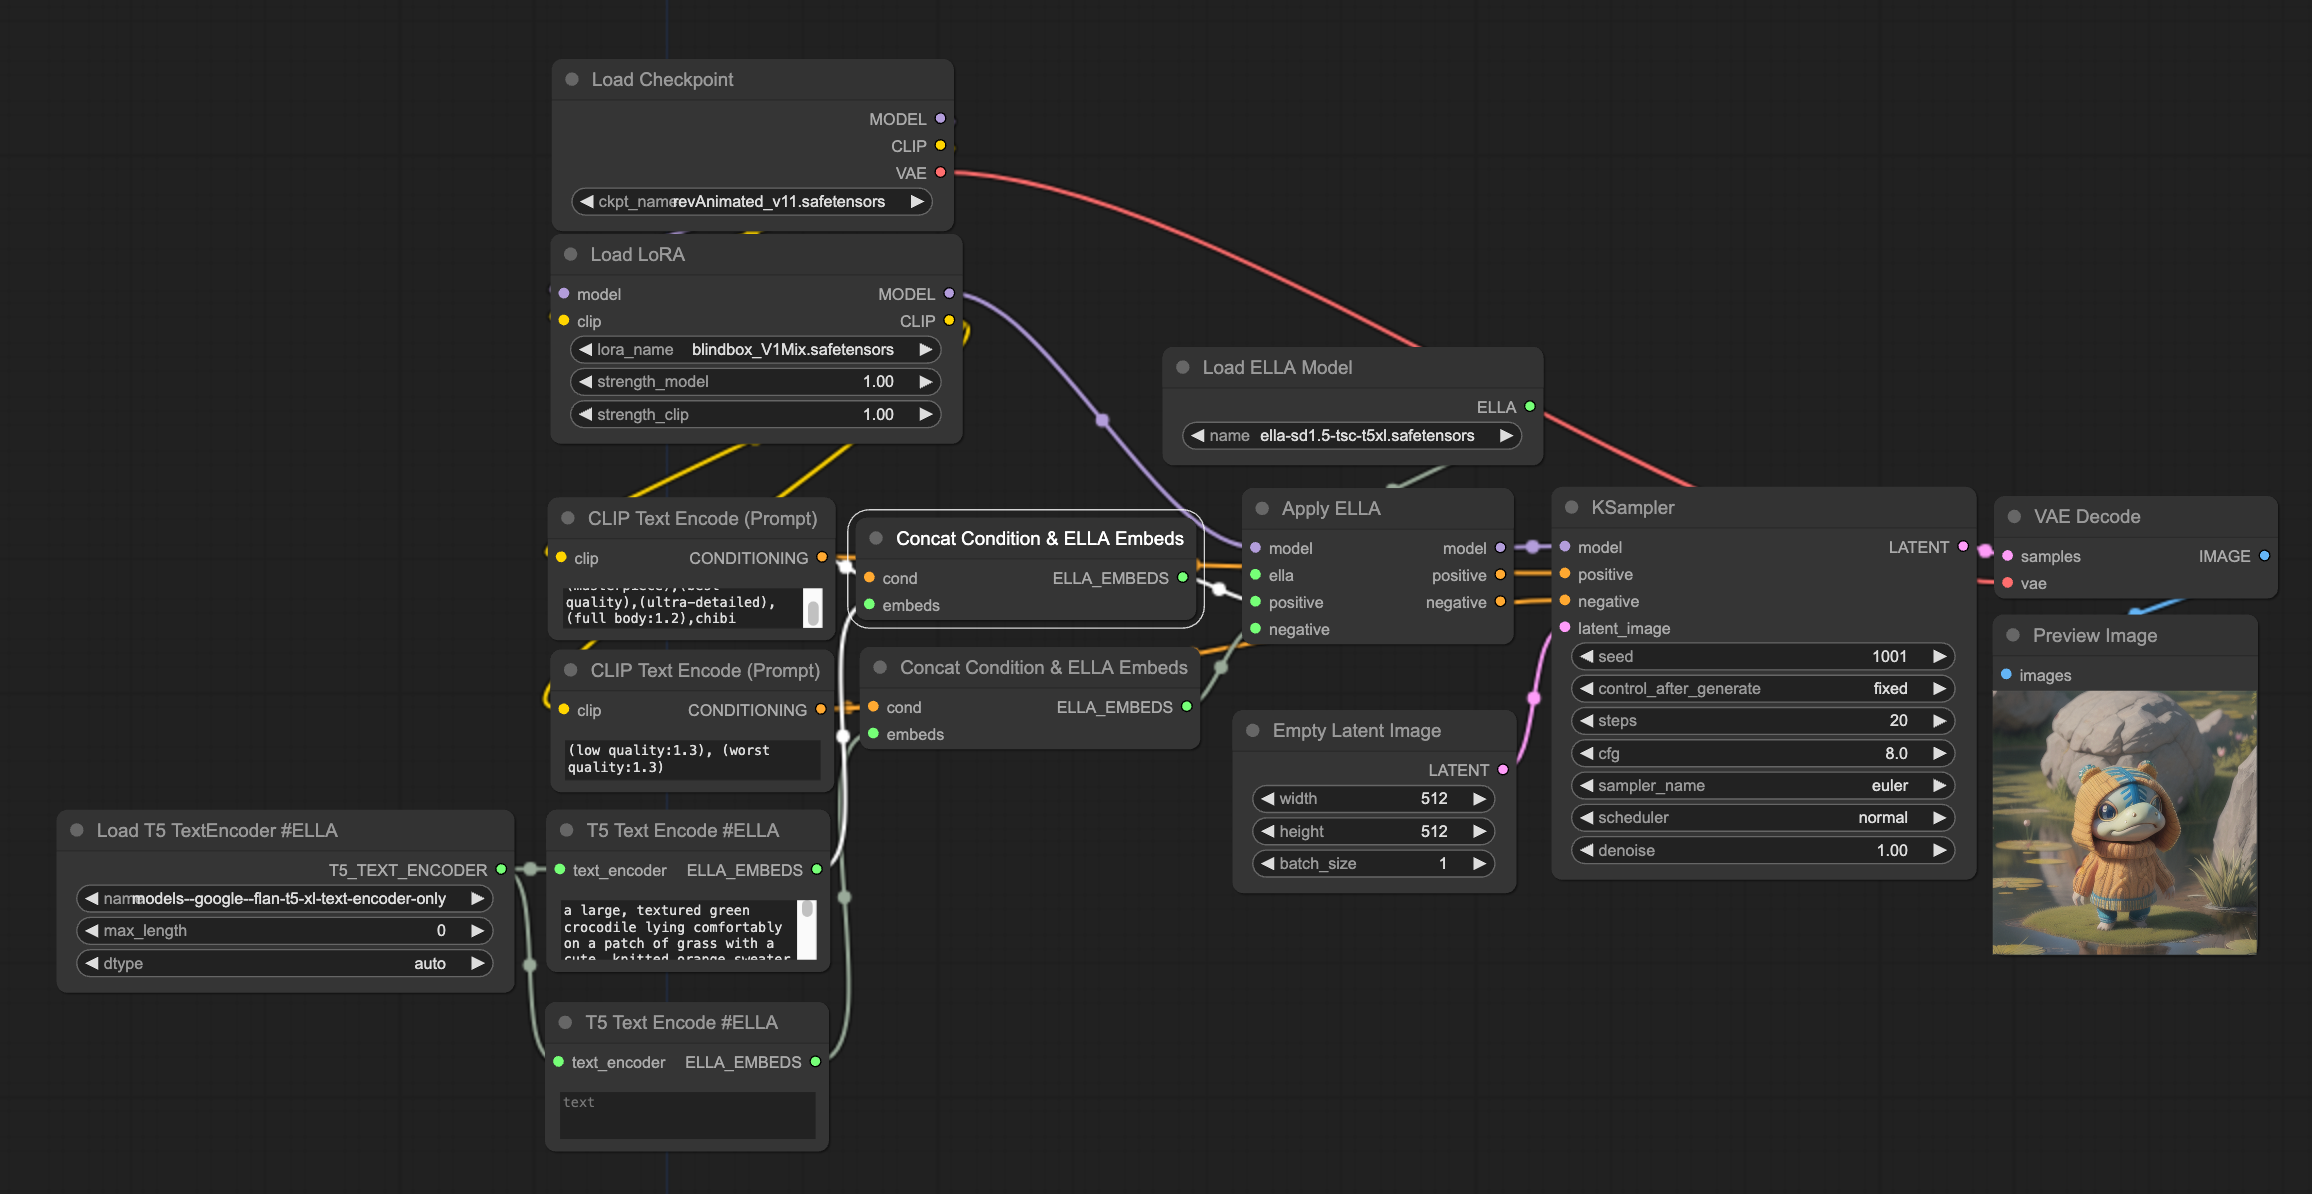 Load Checkpoint
MODEL
CLIP
VAE
ckpt_name revAnimated_v11.safetensors
Load LoRA
model MODEL
clip CLIP
lora_name blindbox_V1Mix.safetensors
strength_model 1.00
strength_clip 1.00
Load ELLA Model
ELLA
name ella-sd1.5-tsc-t5xl.safetensors
CLIP Text Encode (Prompt)
clip CONDITIONING
(masterpiece),(best
quality),(ultra-detailed),
(full body:1.2),chibi
Concat Condition & ELLA Embeds
cond ELLA_EMBEDS
embeds
Apply ELLA
model model
ella positive
positive negative
negative
KSampler
model LATENT
positive
negative
latent_image
seed 1001
control_after_generate fixed
steps 20
cfg 8.0
sampler_name euler
scheduler normal
denoise 1.00
VAE Decode
samples IMAGE
vae
Preview Image
images
CLIP Text Encode (Prompt)
clip CONDITIONING
(low quality:1.3), (worst
quality:1.3)
Concat Condition & ELLA Embeds
cond ELLA_EMBEDS
embeds
Empty Latent Image
LATENT
width 512
height 512
batch_size 1
Load T5 TextEncoder #ELLA
T5_TEXT_ENCODER
name models--google--flan-t5-xl-text-encoder-only
max_length 0
dtype auto
T5 Text Encode #ELLA
text_encoder ELLA_EMBEDS
a large, textured green
crocodile lying comfortably
on a patch of grass with a
cute, knitted orange sweater
T5 Text Encode #ELLA
text_encoder ELLA_EMBEDS
text